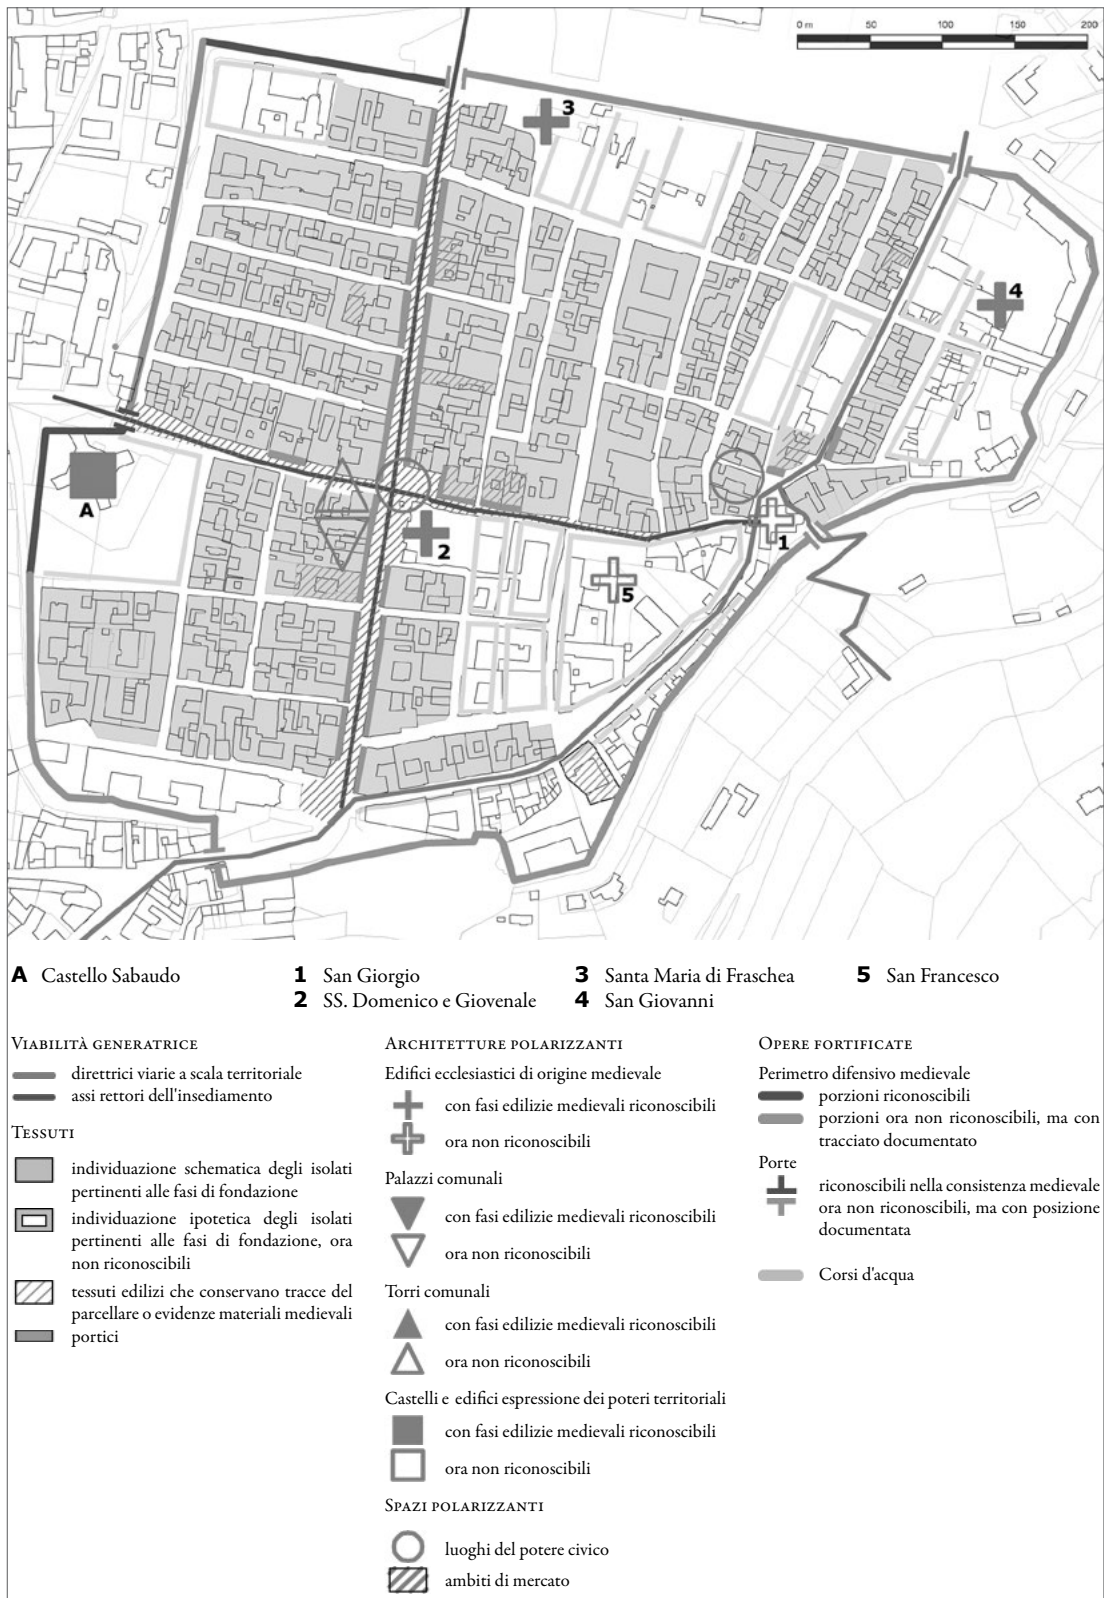 0 m 50 100 150 200
3
4
A
2
1
5
A Castello Sabaudo
1 San Giorgio
2 SS. Domenico e Giovenale
3 Santa Maria di Fraschea
4 San Giovanni
5 San Francesco
VIABILITÀ GENERATRICE
direttrici viarie a scala territoriale
assi rettori dell'insediamento
TESSUTI
individuazione schematica degli isolati
pertinenti alle fasi di fondazione
individuazione ipotetica degli isolati
pertinenti alle fasi di fondazione, ora
non riconoscibili
tessuti edilizi che conservano tracce del
parcellare o evidenze materiali medievali
portici
ARCHITETTURE POLARIZZANTI
Edifici ecclesiastici di origine medievale
con fasi edilizie medievali riconoscibili
ora non riconoscibili
Palazzi comunali
con fasi edilizie medievali riconoscibili
ora non riconoscibili
Torri comunali
con fasi edilizie medievali riconoscibili
ora non riconoscibili
Castelli e edifici espressione dei poteri territoriali
con fasi edilizie medievali riconoscibili
ora non riconoscibili
SPAZI POLARIZZANTI
luoghi del potere civico
ambiti di mercato
OPERE FORTIFICATE
Perimetro difensivo medievale
porzioni riconoscibili
porzioni ora non riconoscibili, ma con
tracciato documentato
Porte
riconoscibili nella consistenza medievale
ora non riconoscibili, ma con posizione
documentata
Corsi d'acqua